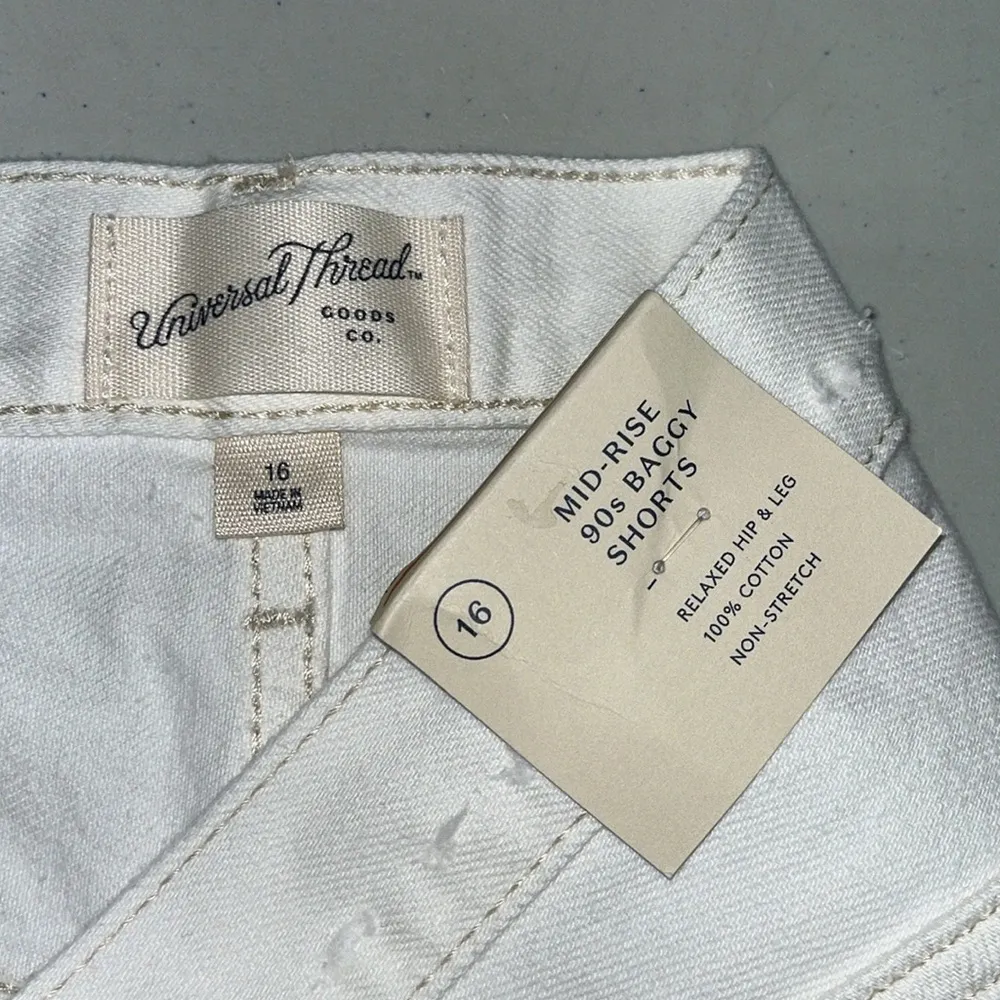 Universal Thread™
GOODS
CO.
16
MADE IN
VIETNAM
MID-RISE
90s BAGGY
SHORTS
16
RELAXED HIP & LEG
100% COTTON
NON-STRETCH